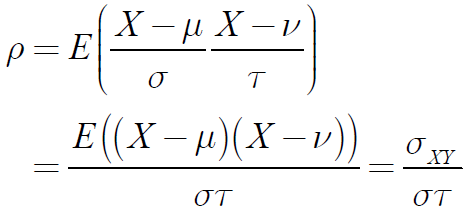 ρ = E( (X − μ)/σ (X − ν)/τ )
= E((X − μ)(X − ν))/στ = σ_XY/στ